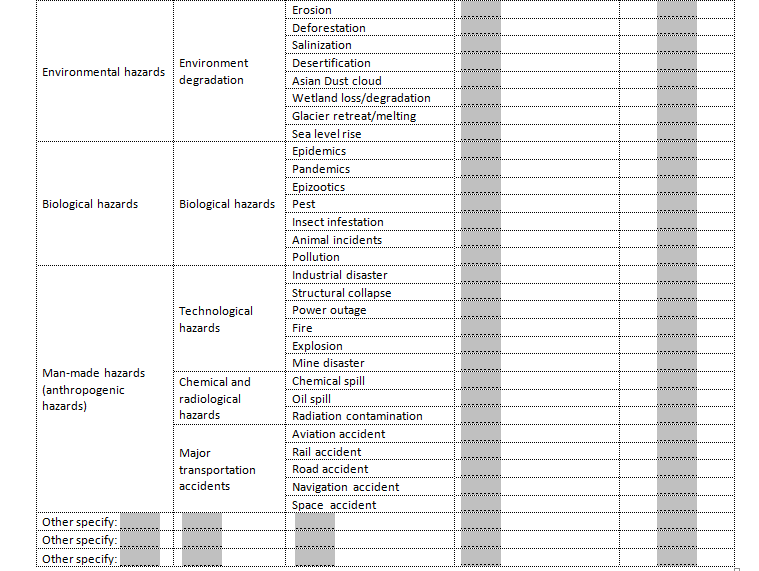 Erosion
Deforestation
Salinization
Environmental hazards
Environment
degradation
Desertification
Asian Dust cloud
Wetland loss/degradation
Glacier retreat/melting
Sea level rise
Epidemics
Pandemics
Epizootics
Biological hazards
Biological hazards
Pest
Insect infestation
Animal incidents
Pollution
Man-made hazards
(anthropogenic
hazards)
Technological
hazards
Industrial disaster
Structural collapse
Power outage
Fire
Explosion
Mine disaster
Chemical and
radiological
hazards
Chemical spill
Oil spill
Radiation contamination
Major
transportation
accidents
Aviation accident
Rail accident
Road accident
Navigation accident
Space accident
Other specify:
Other specify:
Other specify: